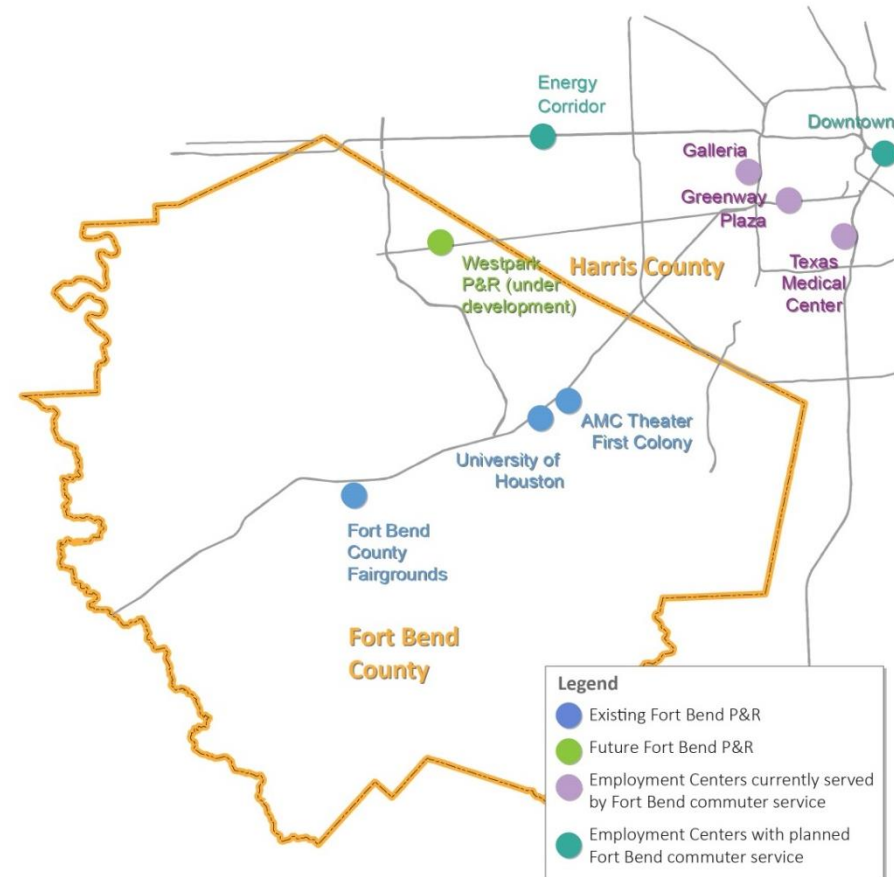 Energy
Corridor
Downtown
Galleria
Greenway
Plaza
Texas
Medical
Center
Harris County
Westpark
P&R (under
development)
AMC Theater
First Colony
University of
Houston
Fort Bend
County
Fairgrounds
Fort Bend
County
Legend
Existing Fort Bend P&R
Future Fort Bend P&R
Employment Centers currently served
by Fort Bend commuter service
Employment Centers with planned
Fort Bend commuter service